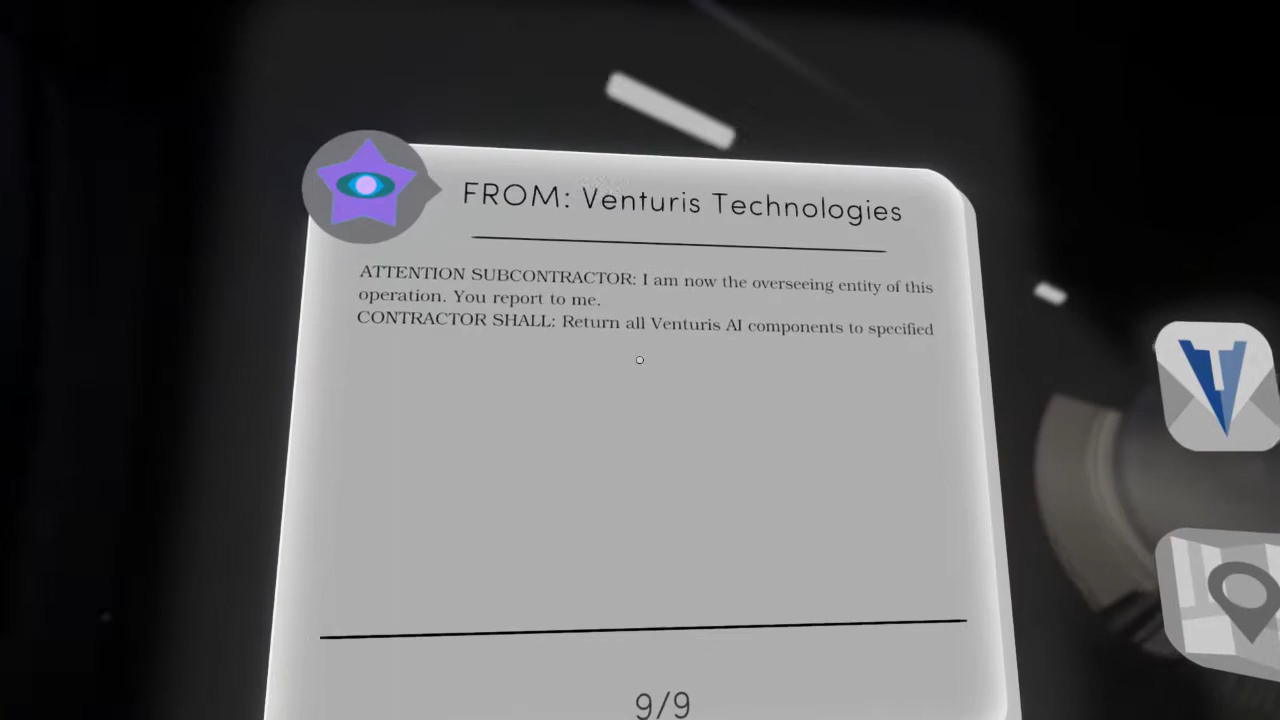 FROM: Venturis Technologies
ATTENTION SUBCONTRACTOR: I am now the overseeing entity of this
operation. You report to me.
CONTRACTOR SHALL: Return all Venturis AI components to specified
9/9